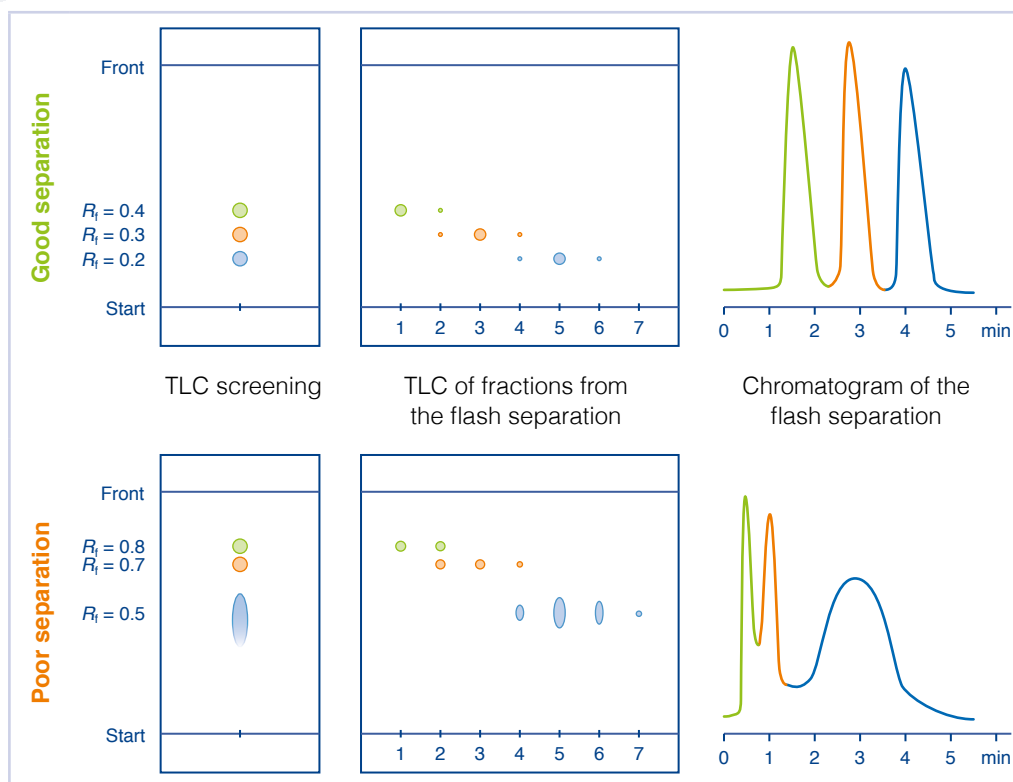 Good separation
Front
Rf = 0.4
Rf = 0.3
Rf = 0.2
Start
1 2 3 4 5 6 7
0 1 2 3 4 5 min
TLC screening
TLC of fractions from
the flash separation
Chromatogram of the
flash separation
Poor separation
Front
Rf = 0.8
Rf = 0.7
Rf = 0.5
Start
1 2 3 4 5 6 7
0 1 2 3 4 5 min